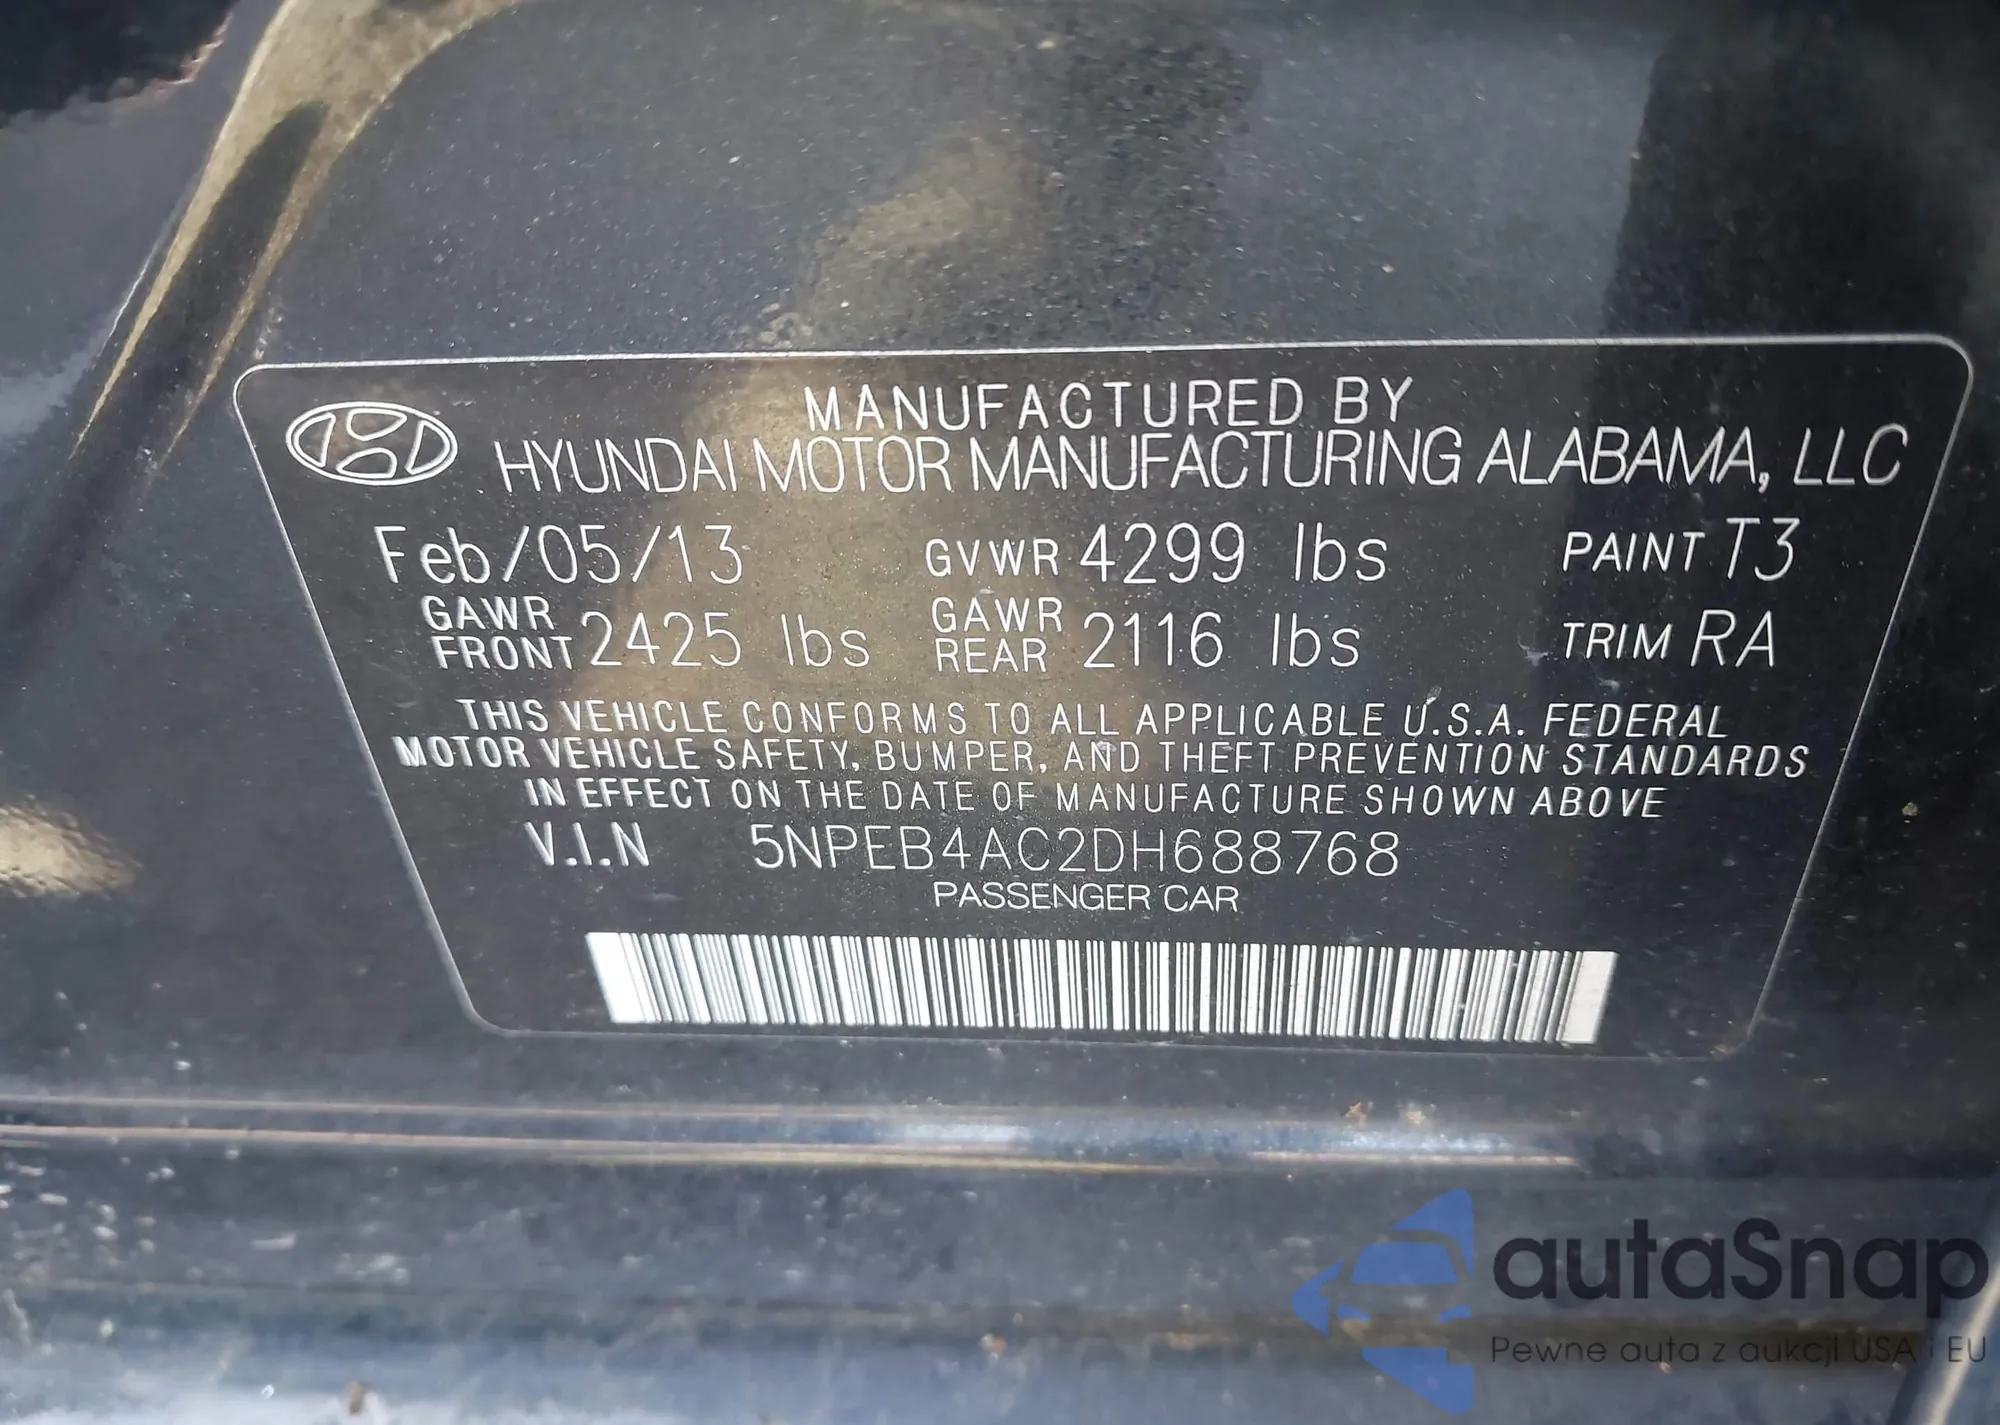 MANUFACTURED BY
HYUNDAI MOTOR MANUFACTURING ALABAMA, LLC
Feb/05/13 GVWR 4299 lbs PAINT T3
GAWR FRONT 2425 lbs GAWR REAR 2116 lbs TRIM RA
THIS VEHICLE CONFORMS TO ALL APPLICABLE U.S.A. FEDERAL
MOTOR VEHICLE SAFETY, BUMPER, AND THEFT PREVENTION STANDARDS
IN EFFECT ON THE DATE OF MANUFACTURE SHOWN ABOVE
V.I.N 5NPEB4AC2DH688768
PASSENGER CAR
autaSnap
Pewne auta z aukcji USA i EU